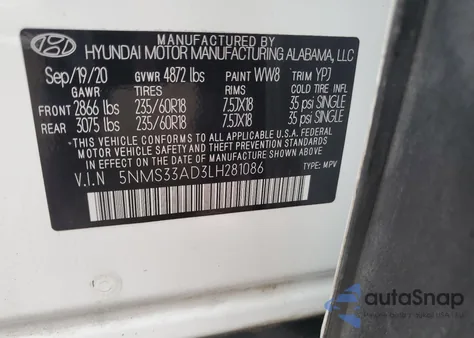 MANUFACTURED BY
HYUNDAI MOTOR MANUFACTURING ALABAMA, LLC
Sep/19/20 GVWR 4872 lbs PAINT WW8 TRIM YPJ
GAWR TIRES RIMS COLD TIRE INFL
FRONT 2866 lbs 235/60R18 7.5JX18 35 psi SINGLE
REAR 3075 lbs 235/60R18 7.5JX18 35 psi SINGLE
*THIS VEHICLE CONFORMS TO ALL APPLICABLE U.S. FEDERAL
MOTOR VEHICLE SAFETY AND THEFT PREVENTION STANDARDS
IN EFFECT ON THE DATE OF MANUFACTURE SHOWN ABOVE.*
V.I.N 5NMS33AD3LH281086 TYPE: MPV
autoSnap